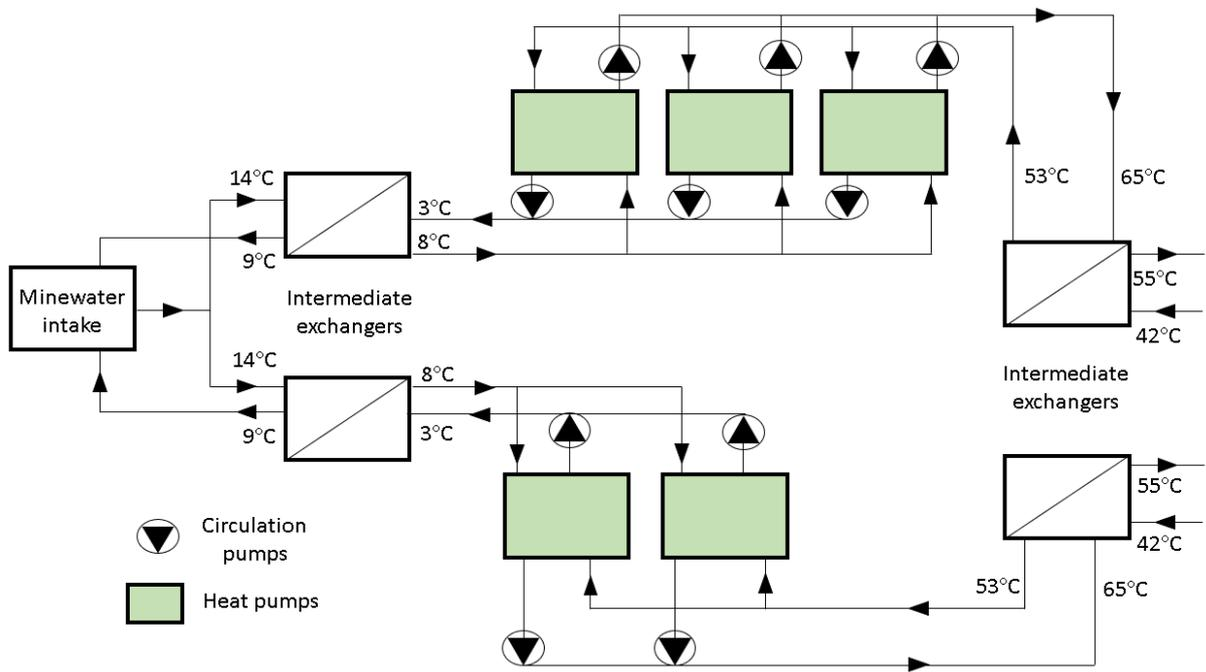 14°C
3°C
8°C
9°C
53°C
65°C
55°C
42°C
Minewater
intake
Intermediate
exchangers
14°C
8°C
3°C
9°C
Intermediate
exchangers
55°C
42°C
53°C
65°C
Circulation
pumps
Heat pumps